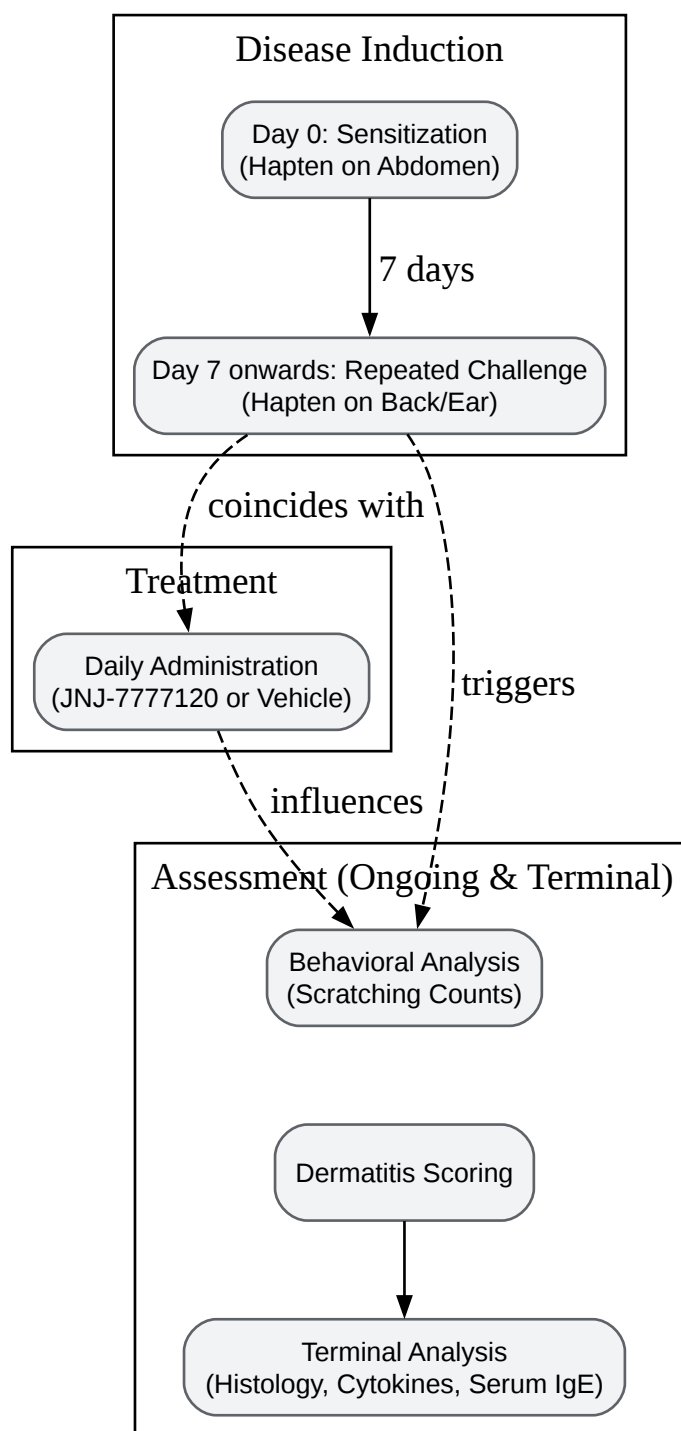 Disease Induction
Day 0: Sensitization
(Hapten on Abdomen)
7 days
Day 7 onwards: Repeated Challenge
(Hapten on Back/Ear)
coincides with
Treatment
Daily Administration
(JNJ-7777120 or Vehicle)
triggers
influences
Assessment (Ongoing & Terminal)
Behavioral Analysis
(Scratching Counts)
Dermatitis Scoring
Terminal Analysis
(Histology, Cytokines, Serum IgE)